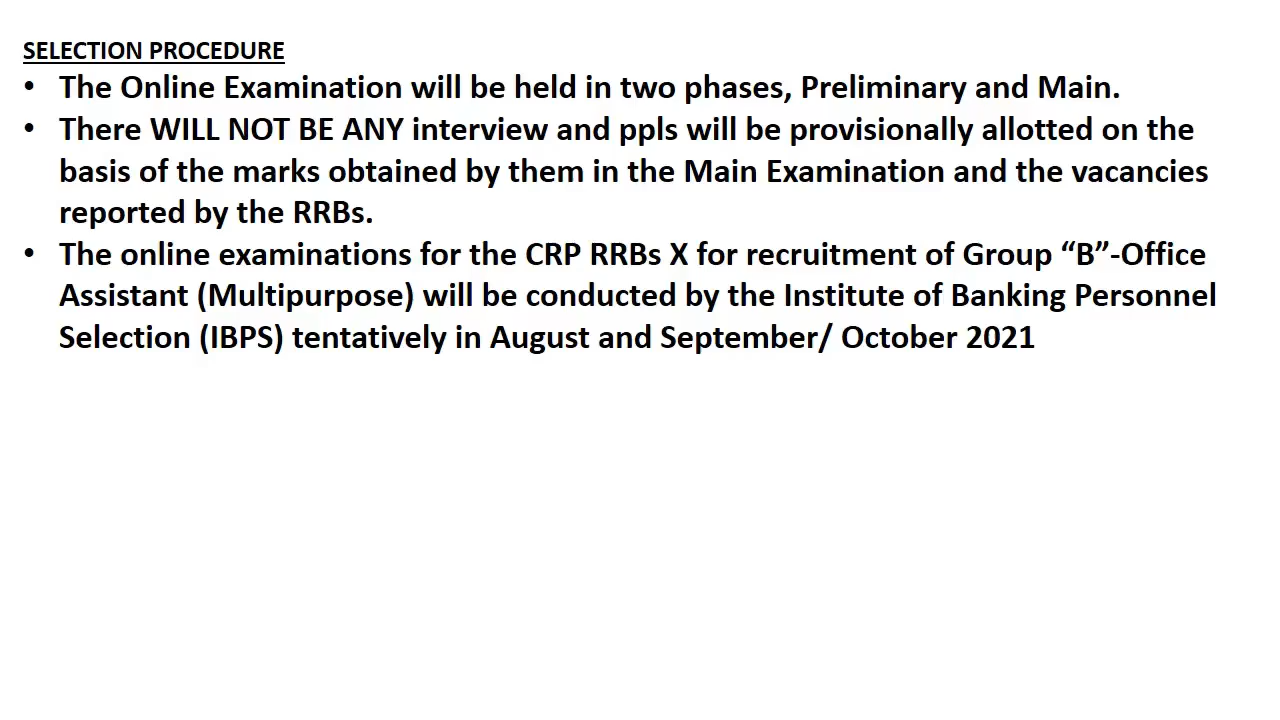 SELECTION PROCEDURE
• The Online Examination will be held in two phases, Preliminary and Main.
• There WILL NOT BE ANY interview and ppls will be provisionally allotted on the
basis of the marks obtained by them in the Main Examination and the vacancies
reported by the RRBs.
• The online examinations for the CRP RRBs X for recruitment of Group “B”-Office
Assistant (Multipurpose) will be conducted by the Institute of Banking Personnel
Selection (IBPS) tentatively in August and September/ October 2021